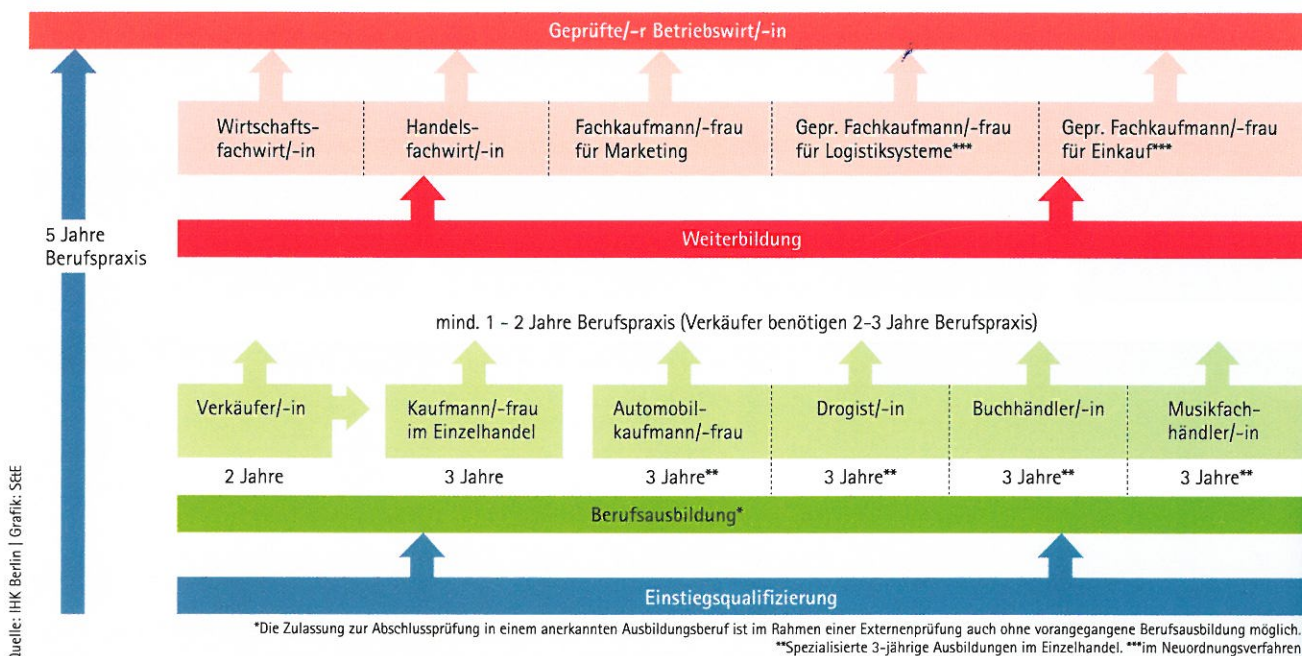 Geprüfte/-r Betriebswirt/-in
Wirtschafts-
fachwirt/-in
Handels-
fachwirt/-in
Fachkaufmann/-frau
für Marketing
Gepr. Fachkaufmann/-frau
für Logistiksysteme***
Gepr. Fachkaufmann/-frau
für Einkauf***
5 Jahre
Berufspraxis
Weiterbildung
mind. 1 - 2 Jahre Berufspraxis (Verkäufer benötigen 2-3 Jahre Berufspraxis)
Verkäufer/-in
Kaufmann/-frau
im Einzelhandel
Automobil-
kaufmann/-frau
Drogist/-in
Buchhändler/-in
Musikfach-
händler/-in
2 Jahre
3 Jahre
3 Jahre**
3 Jahre**
3 Jahre**
3 Jahre**
Berufsausbildung*
Einstiegsqualifizierung
*Die Zulassung zur Abschlussprüfung in einem anerkannten Ausbildungsberuf ist im Rahmen einer Externenprüfung auch ohne vorangegangene Berufsausbildung möglich.
**Spezialisierte 3-jährige Ausbildungen im Einzelhandel. ***im Neuordnungsverfahren
Quelle: IHK Berlin | Grafik: SEtE